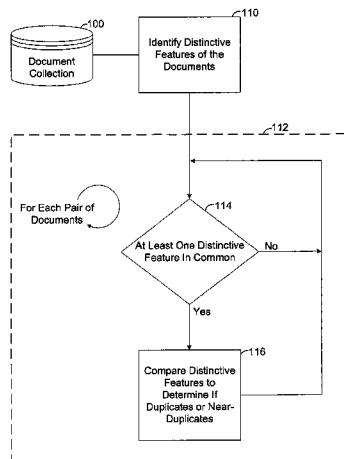 100
Document
Collection
110
Identify Distinctive
Features of the
Documents
112
For Each Pair of
Documents
114
At Least One Distinctive
Feature In Common
No
Yes
116
Compare Distinctive
Features to
Determine If
Duplicates or Near-
Duplicates